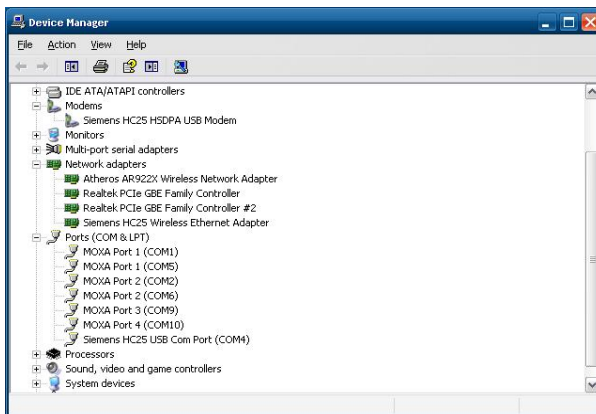 Device Manager
File Action View Help
IDE ATA/ATAPI controllers
Modems
Siemens HC25 HSDPA USB Modem
Monitors
Multi-port serial adapters
Network adapters
Atheros AR922X Wireless Network Adapter
Realtek PCIe GBE Family Controller
Realtek PCIe GBE Family Controller #2
Siemens HC25 Wireless Ethernet Adapter
Ports (COM & LPT)
MOXA Port 1 (COM1)
MOXA Port 1 (COM5)
MOXA Port 2 (COM2)
MOXA Port 2 (COM6)
MOXA Port 3 (COM9)
MOXA Port 4 (COM10)
Siemens HC25 USB Com Port (COM4)
Processors
Sound, video and game controllers
System devices